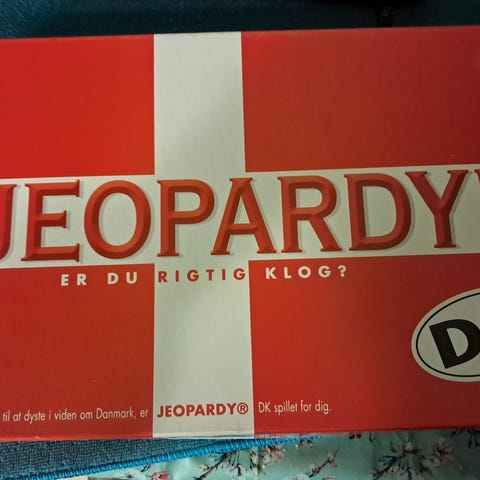 JEOPARDY
ER DU RIGTIG KLOG?
D
til at dyste i viden om Danmark, er JEOPARDY® DK spillet for dig.